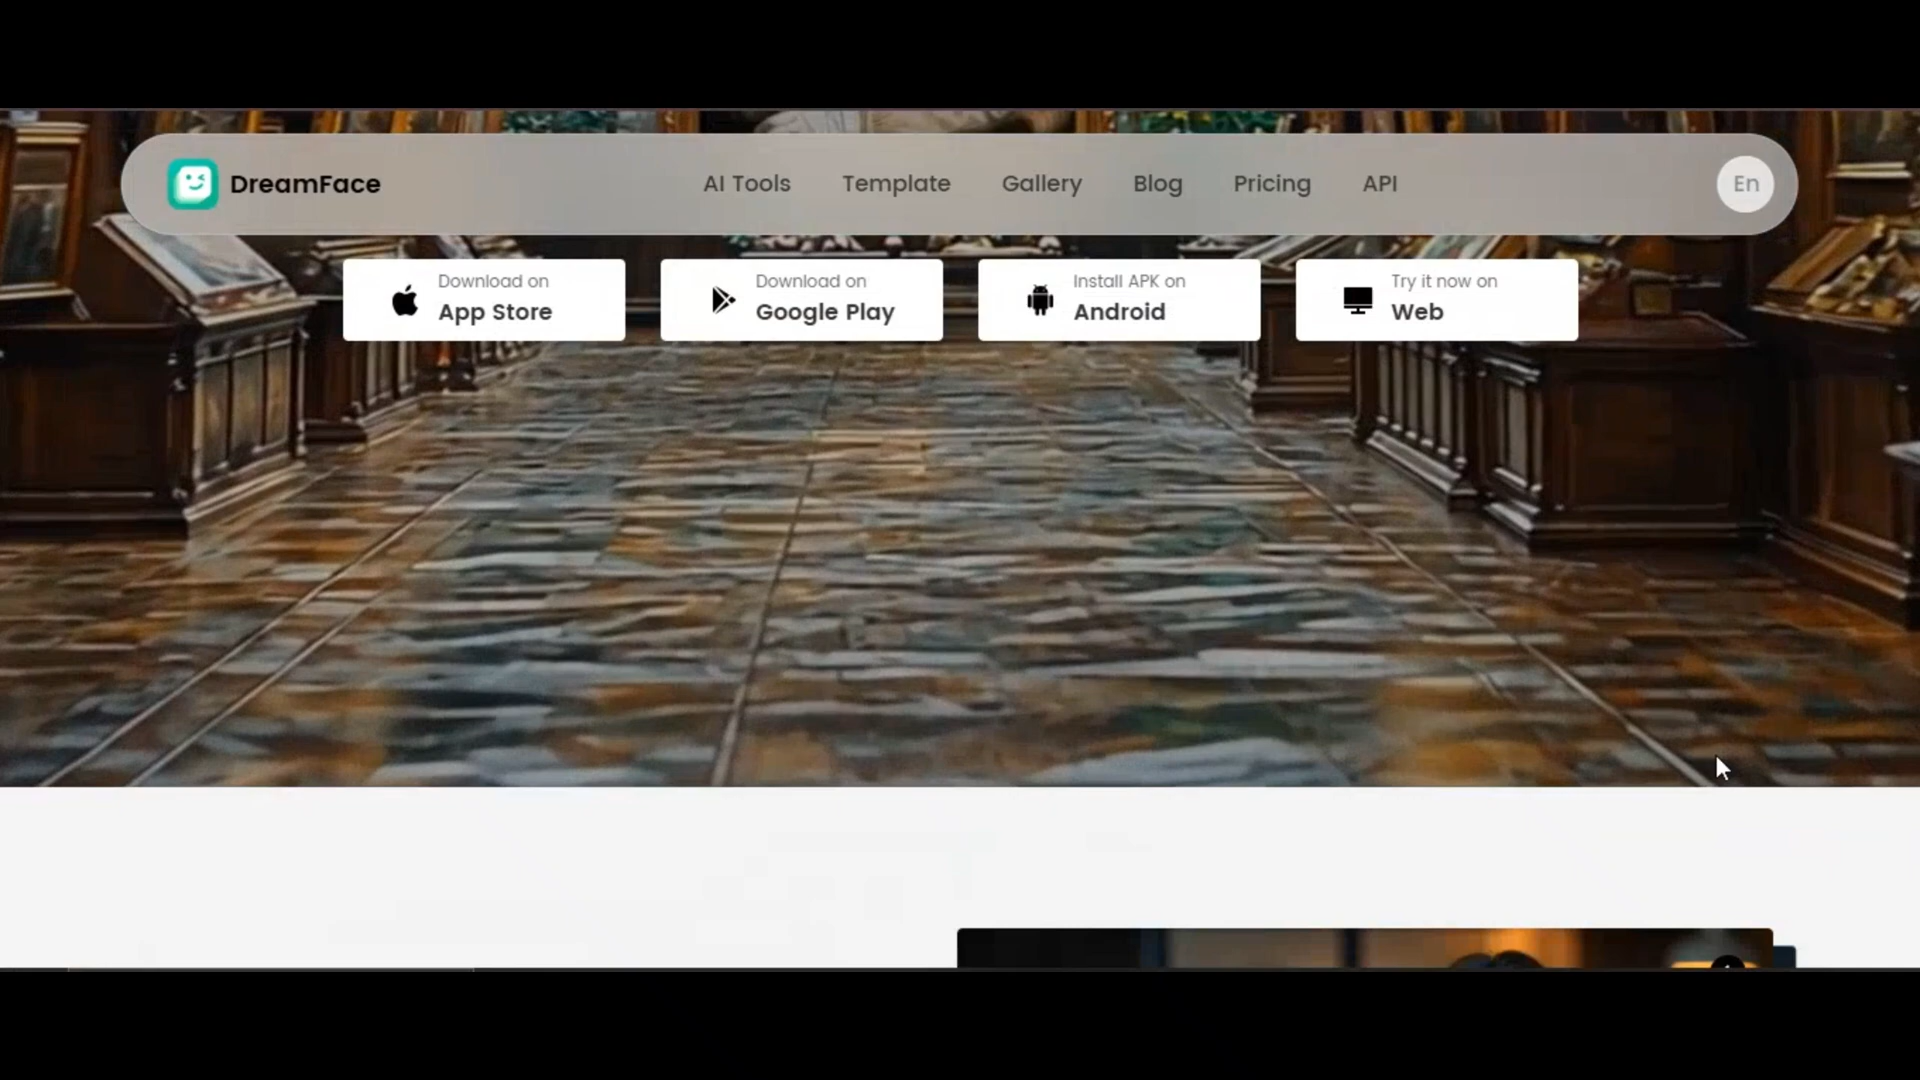 DreamFace
AI Tools
Template
Gallery
Blog
Pricing
API
En
Download on
App Store
Download on
Google Play
Install APK on
Android
Try it now on
Web